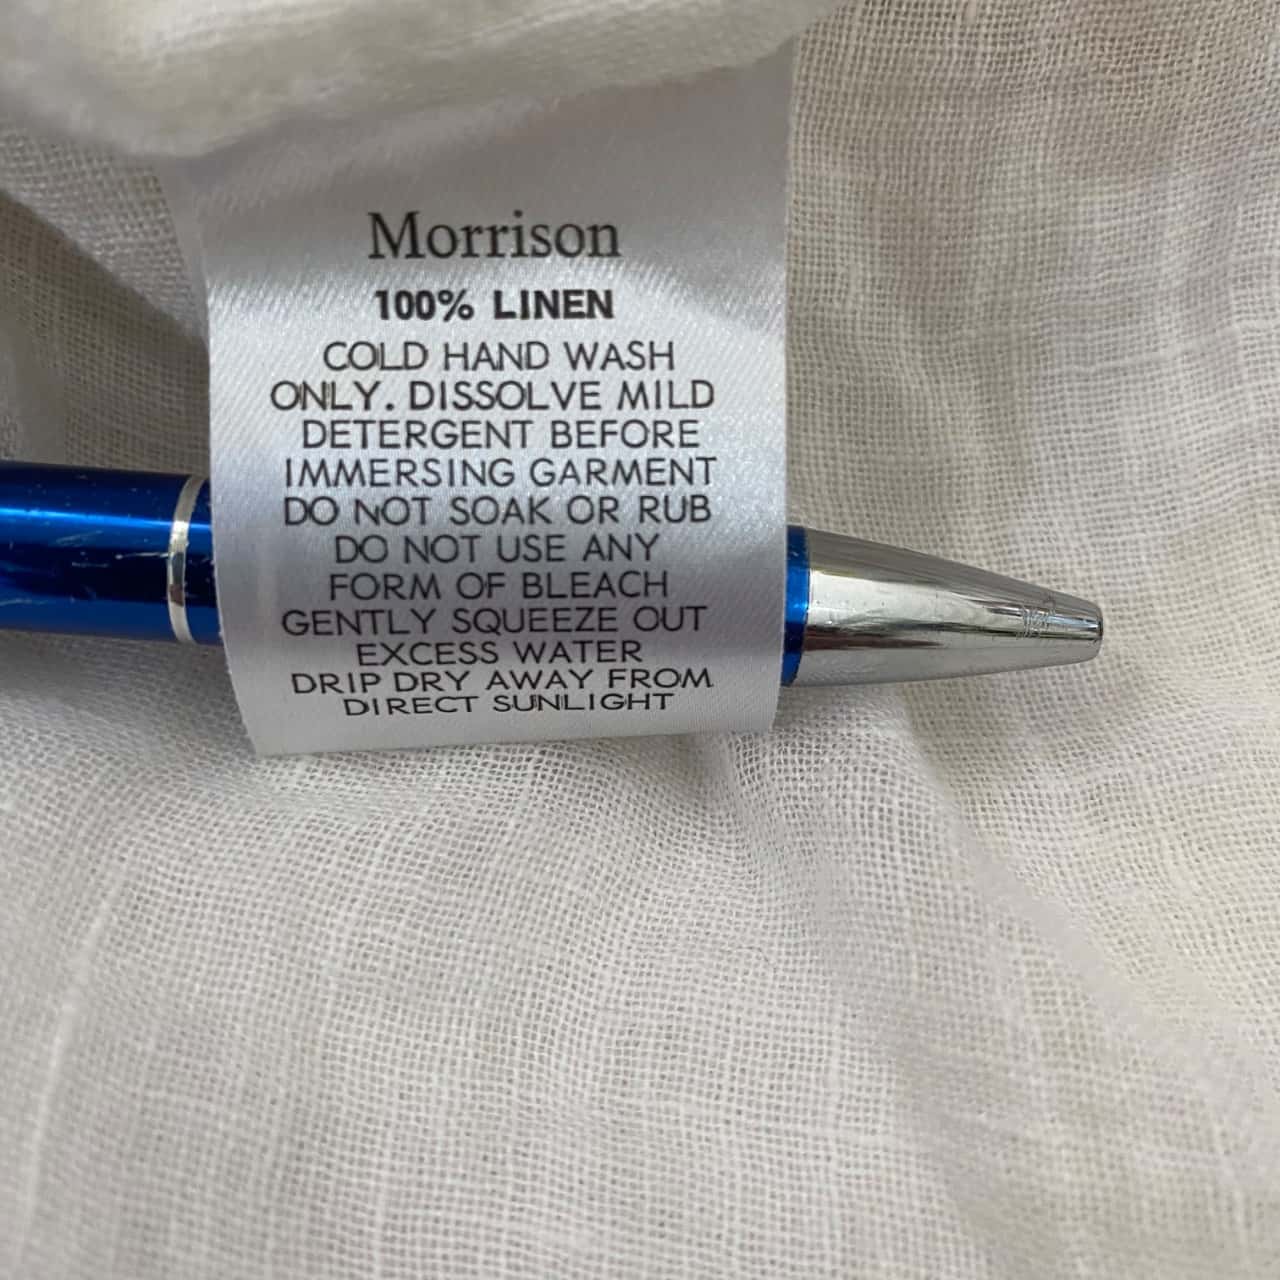 Morrison
100% LINEN
COLD HAND WASH
ONLY. DISSOLVE MILD
DETERGENT BEFORE
IMMERSING GARMENT
DO NOT SOAK OR RUB
DO NOT USE ANY
FORM OF BLEACH
GENTLY SQUEEZE OUT
EXCESS WATER
DRIP DRY AWAY FROM
DIRECT SUNLIGHT